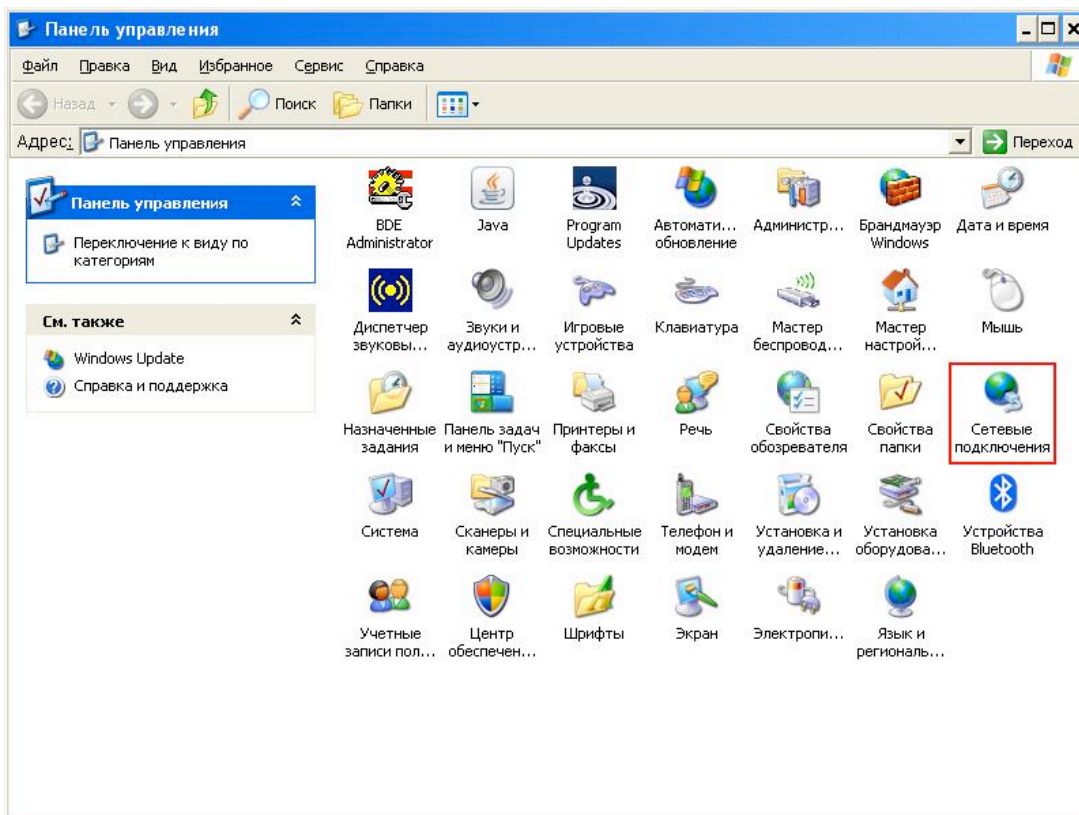 Панель управления
Файл Правка Вид Избранное Сервис Справка
Назад Поиск Папки
Адрес: Панель управления Переход
Панель управления
Переключение к виду по
категориям
См. также
Windows Update
Справка и поддержка
BDE
Administrator
Java
Program
Updates
Автомати...
обновление
Администр...
Брандмауэр
Windows
Дата и время
Диспетчер
звуковы...
Звуки и
аудиоустр...
Игровые
устройства
Клавиатура
Мастер
беспровод...
Мастер
настрой...
Мышь
Назначенные
задания
Панель задач
и меню "Пуск"
Принтеры и
факсы
Речь
Свойства
обозревателя
Свойства
папки
Сетевые
подключения
Система
Сканеры и
камеры
Специальные
возможности
Телефон и
модем
Установка и
удаление...
Установка
оборудова...
Устройства
Bluetooth
Учетные
записи пол...
Центр
обеспечен...
Шрифты
Экран
Электропи...
Язык и
региональ...